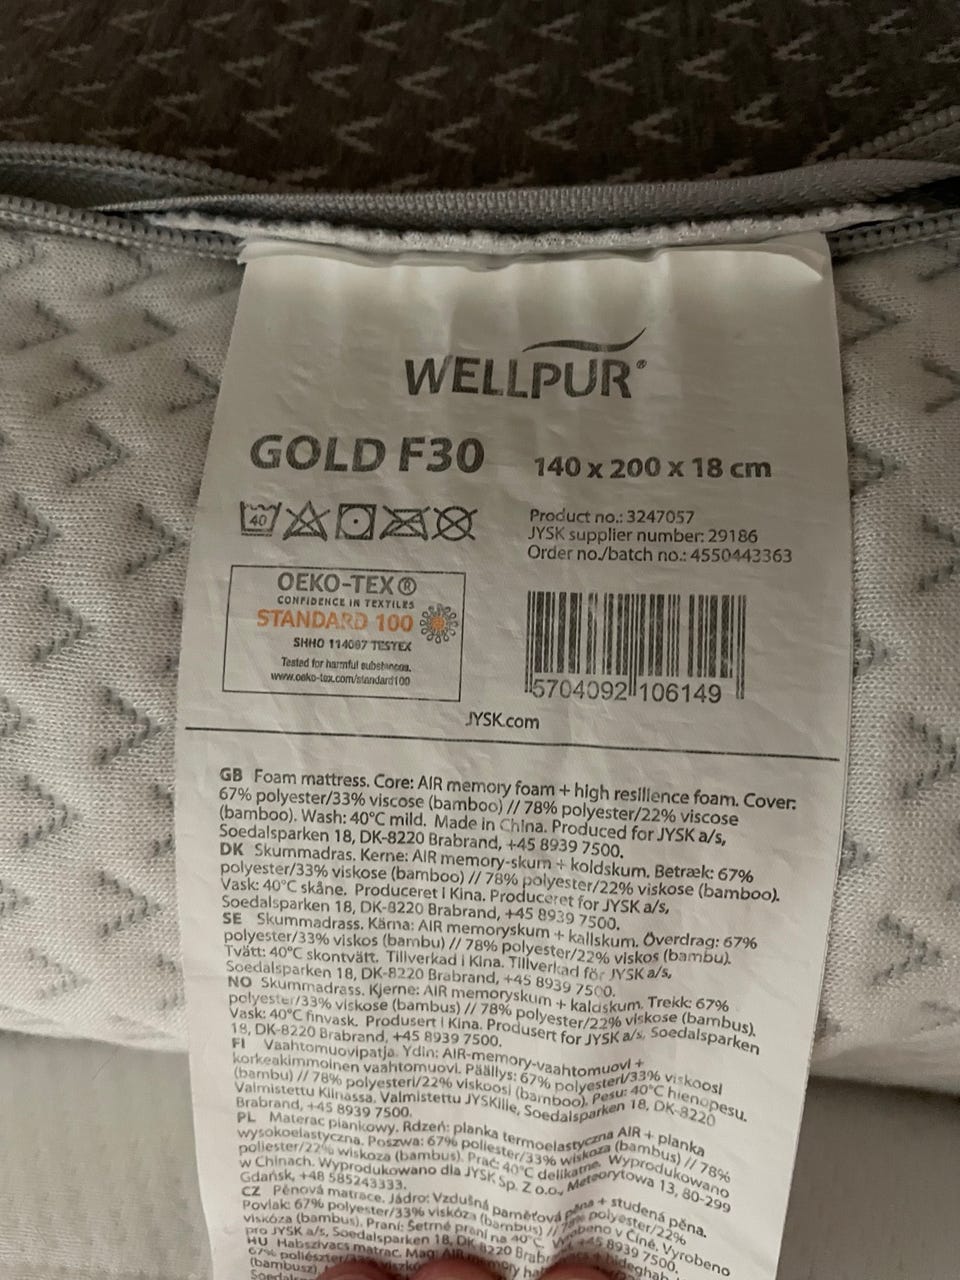 WELLPUR®
GOLD F30
140 x 200 x 18 cm
40
Product no.: 3247057
JYSK supplier number: 29186
Order no./batch no.: 4550443363
OEKO-TEX®
CONFIDENCE IN TEXTILES
STANDARD 100
SHHO 114087 TESTEX
Tested for harmful substances.
www.oeko-tex.com/standard100
5704092 106149
JYSK.com
GB Foam mattress. Core: AIR memory foam + high resilience foam. Cover:
67% polyester/33% viscose (bamboo) // 78% polyester/22% viscose
(bamboo). Wash: 40°C mild. Made in China. Produced for JYSK a/s,
Soedalsparken 18, DK-8220 Brabrand, +45 8939 7500.
DK Skummadras. Kerne: AIR memory-skum + koldskum. Betræk: 67%
polyester/33% viskose (bamboo) // 78% polyester/22% viskose (bamboo).
Vask: 40°C skåne. Produceret i Kina. Produceret for JYSK a/s,
Soedalsparken 18, DK-8220 Brabrand, +45 8939 7500.
SE Skummadrass. Kärna: AIR memoryskum + kallskum. Överdrag: 67%
polyester/33% viskos (bambu) // 78% polyester/22% viskos (bambu).
Tvätt: 40°C skontvätt. Tillverkad i Kina. Tillverkad för JYSK a/s,
Soedalsparken 18, DK-8220 Brabrand, +45 8939 7500.
NO Skummadrass. Kjerne: AIR memoryskum + kaldskum. Trekk: 67%
polyester/33% viskose (bambus) // 78% polyester/22% viskose (bambus).
Vask: 40°C finvask. Produsert i Kina. Produsert for JYSK a/s, Soedalsparken
18, DK-8220 Brabrand, +45 8939 7500.
FI Vaahtomuovipatja. Ydin: AIR-memory-vaahtomuovi +
korkeakimmoinen vaahtomuovi. Päällys: 67% polyesteri/33% viskoosi
(bambu) // 78% polyesteri/22% viskoosi (bamboo). Pesu: 40°C hienopesu.
Valmistettu Kiinassa. Valmistettu JYSKille, Soedalsparken 18, DK-8220
Brabrand, +45 8939 7500.
PL Materac piankowy. Rdzeń: planka termoelastyczna AIR + planka
wysokoelastyczna. Poszwa: 67% poliester/33% wiskoza (bambus) // 78%
poliester/22% wiskoza (bambus). Prać: 40°C delikatne. Wyprodukowano
w Chinach. Wyprodukowano dla JYSK Sp. Z o.o., Meteorytowa 13, 80-299
Gdańsk, +48 585243333.
CZ Pěnová matrace. Jádro: Vzdušná paměťová pěna + studená pěna.
Povlak: 67% polyester/33% viskóza (bambus) // 78% polyester/22%
viskóza (bambus). Praní: Šetrné praní na 40°C. Vyrobeno v Číně. Vyrobeno
pro JYSK a/s, Soedalsparken 18, DK-8220 +45 8939 7500.
HU Habszivacs matrac. Mag: AIR
67% poliészter/
(bambusz)